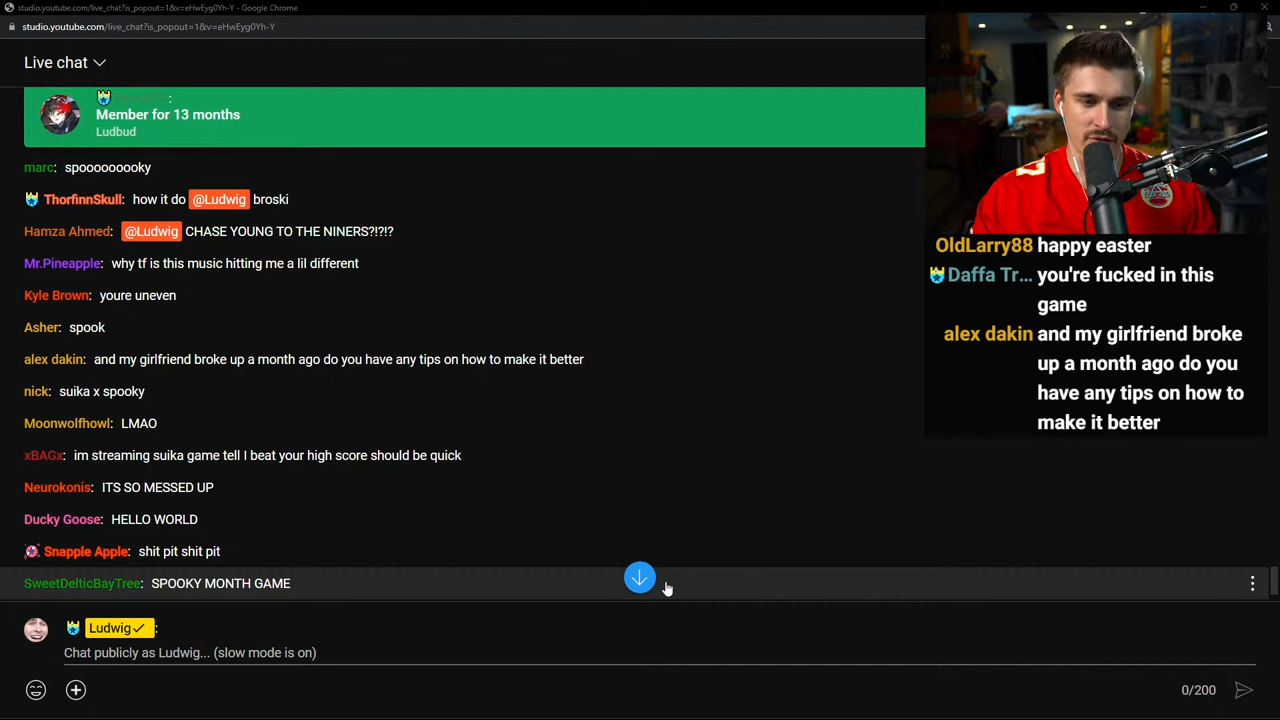 studio.youtube.com/live_chat?is_popout=1&v=eHwEyg0Yh-Y - Google Chrome
studio.youtube.com/live_chat?is_popout=1&v=eHwEyg0Yh-Y
Live chat
Member for 13 months
Ludbud
marc: spooooooooky
ThorfinnSkull: how it do @Ludwig broski
Hamza Ahmed: @Ludwig CHASE YOUNG TO THE NINERS?!?!?
Mr.Pineapple: why tf is this music hitting me a lil different
Kyle Brown: youre uneven
Asher: spook
alex dakin: and my girlfriend broke up a month ago do you have any tips on how to make it better
nick: suika x spooky
Moonwolfhowl: LMAO
xBAGx: im streaming suika game tell I beat your high score should be quick
Neurokonis: ITS SO MESSED UP
Ducky Goose: HELLO WORLD
Snapple Apple: shit pit shit pit
SweetDelticBayTree: SPOOKY MONTH GAME
Ludwig✓:
Chat publicly as Ludwig... (slow mode is on)
0/200
OldLarry88 happy easter
Daffa Tr... you're fucked in this
game
alex dakin and my girlfriend broke
up a month ago do you
have any tips on how to
make it better